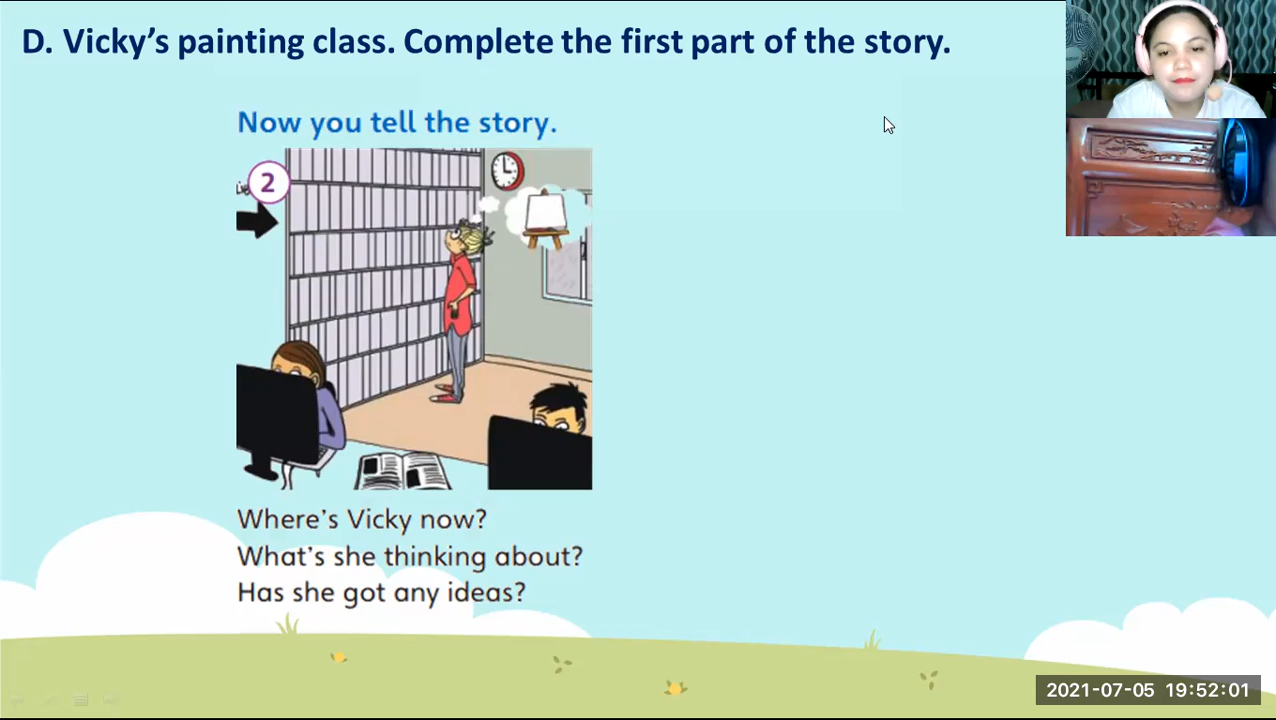 D. Vicky's painting class. Complete the first part of the story.
Now you tell the story.
2
Where's Vicky now?
What's she thinking about?
Has she got any ideas?
2021-07-05 19:52:01